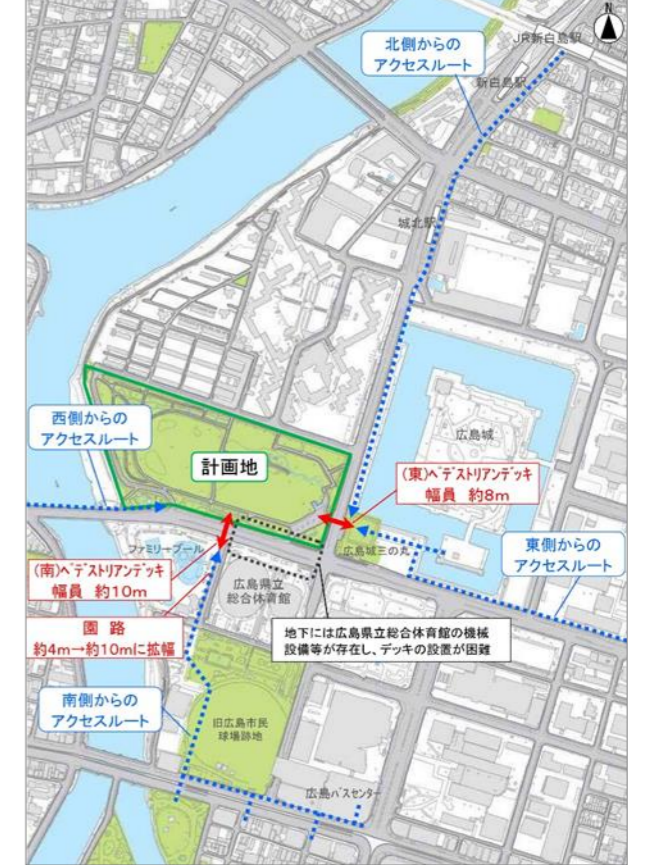 N
北側からの
アクセスルート
JR新白島駅
新白島駅
城北駅
西側からの
アクセスルート
計画地
広島城
(東)ペデストリアンデッキ
幅員 約8m
ファミリープール
広島城三の丸
(南)ペデストリアンデッキ
幅員 約10m
広島県立
総合体育館
東側からの
アクセスルート
園 路
約4m→約10mに拡幅
地下には広島県立総合体育館の機械
設備等が存在し、デッキの設置が困難
南側からの
アクセスルート
旧広島市民
球場跡地
広島バスセンター